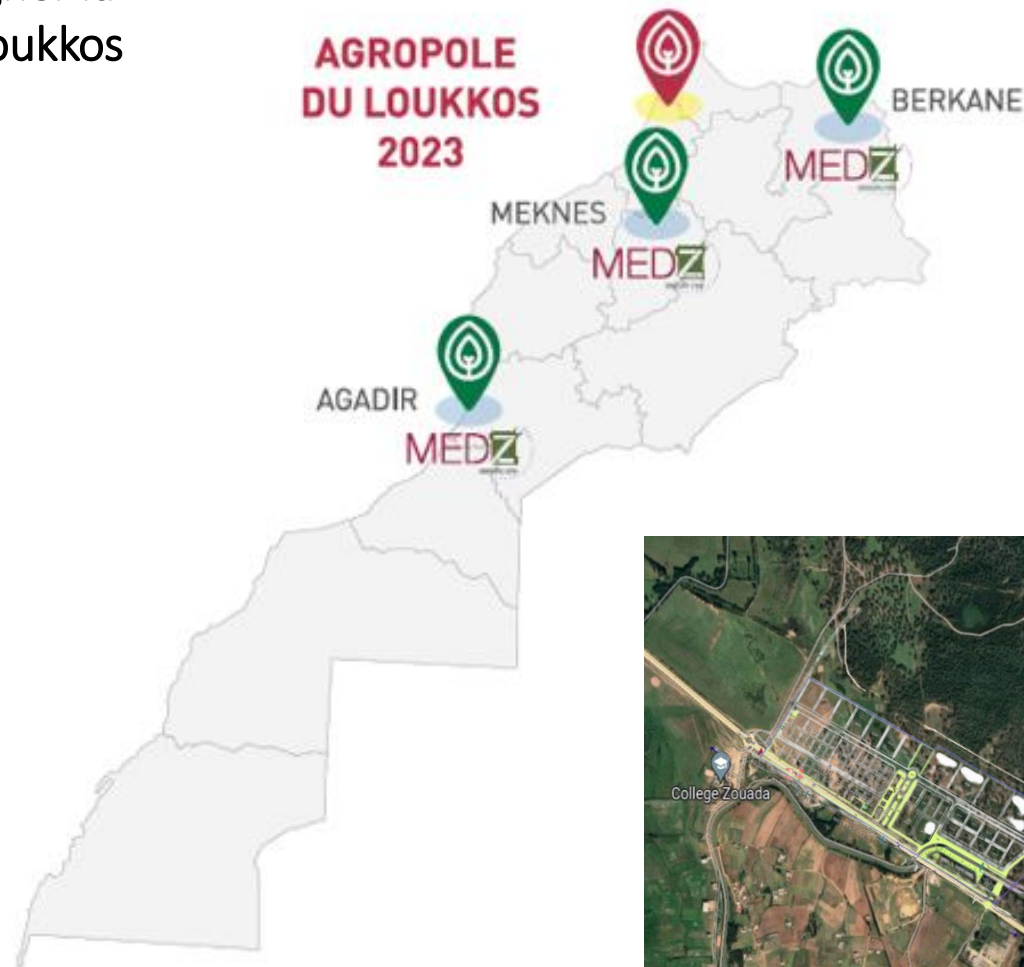 oukkos
AGROPOLE
DU LOUKKOS
2023
BERKANE
MEDZ
MEKNES
MEDZ
AGADIR
MEDZ
College Zouada